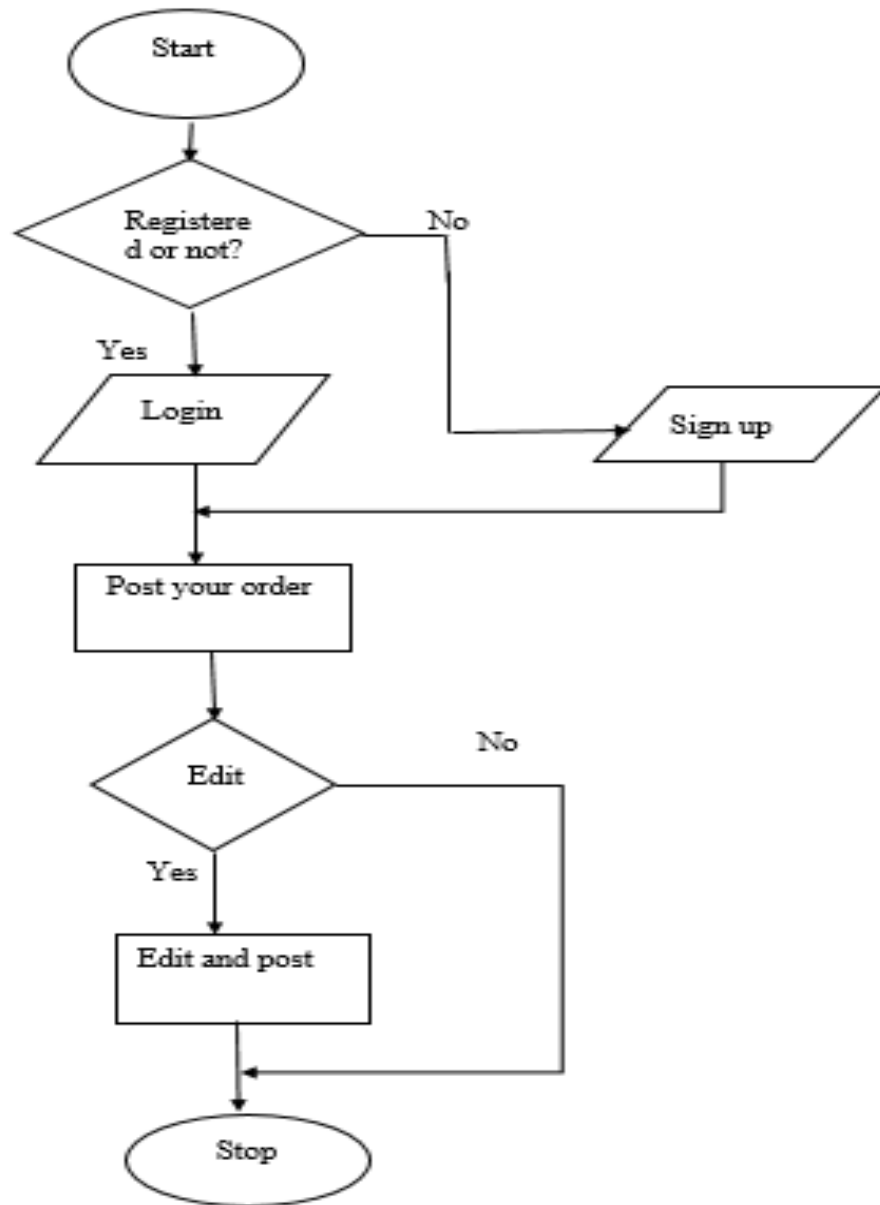 Start
Registere
d or not?
No
Yes
Login
Sign up
Post your order
No
Edit
Yes
Edit and post
Stop